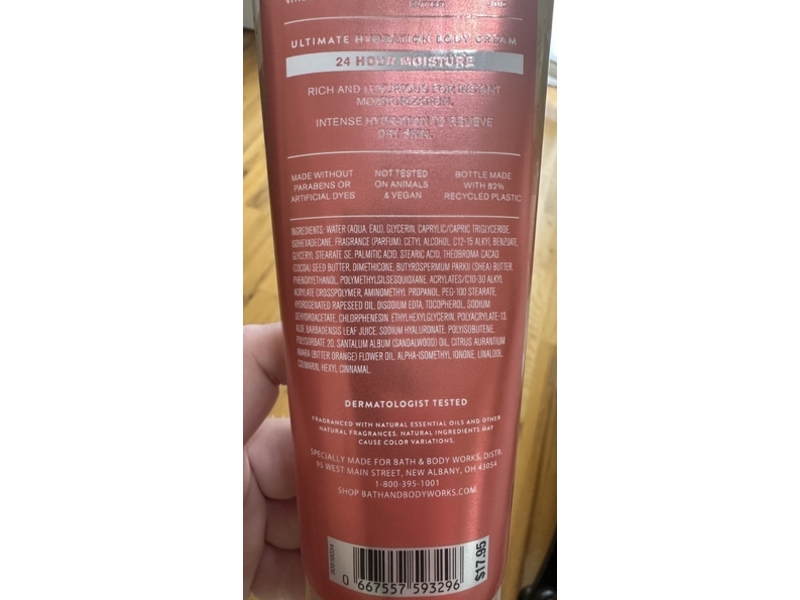 ULTIMATE HYDRATION BODY CREAM
24 HOUR MOISTURE
RICH AND LUXURIOUS FOR INSTANT
MOISTURIZATION.
INTENSE HYDRATION TO RELIEVE
DRY SKIN.
MADE WITHOUT
PARABENS OR
ARTIFICIAL DYES
NOT TESTED
ON ANIMALS
& VEGAN
BOTTLE MADE
WITH 82%
RECYCLED PLASTIC
INGREDIENTS: WATER (AQUA, EAU), GLYCERIN, CAPRYLIC/CAPRIC TRIGLYCERIDE,
ISOHEXADECANE, FRAGRANCE (PARFUM), CETYL ALCOHOL, C12-15 ALKYL BENZOATE,
GLYCERYL STEARATE SE, PALMITIC ACID, STEARIC ACID, THEOBROMA CACAO
(COCOA) SEED BUTTER, DIMETHICONE, BUTYROSPERMUM PARKII (SHEA) BUTTER,
PHENOXYETHANOL, POLYMETHYLSILSESQUIOXANE, ACRYLATES/C10-30 ALKYL
ACRYLATE CROSSPOLYMER, AMINOMETHYL PROPANOL, PEG-100 STEARATE,
HYDROGENATED RAPESEED OIL, DISODIUM EDTA, TOCOPHEROL, SODIUM
DEHYDROACETATE, CHLORPHENESIN, ETHYLHEXYLGLYCERIN, POLYACRYLATE-13,
ALOE BARBADENSIS LEAF JUICE, SODIUM HYALURONATE, POLYISOBUTENE,
POLYSORBATE 20, SANTALUM ALBUM (SANDALWOOD) OIL, CITRUS AURANTIUM
AMARA (BITTER ORANGE) FLOWER OIL, ALPHA-ISOMETHYL IONONE, LINALOOL,
COUMARIN, HEXYL CINNAMAL.
DERMATOLOGIST TESTED
FRAGRANCED WITH NATURAL ESSENTIAL OILS AND OTHER
NATURAL FRAGRANCES. NATURAL INGREDIENTS MAY
CAUSE COLOR VARIATIONS.
SPECIALLY MADE FOR BATH & BODY WORKS, DISTR.
95 WEST MAIN STREET, NEW ALBANY, OH 43054
1-800-395-1001
SHOP BATHANDBODYWORKS.COM
0 667557 593296
$17.95